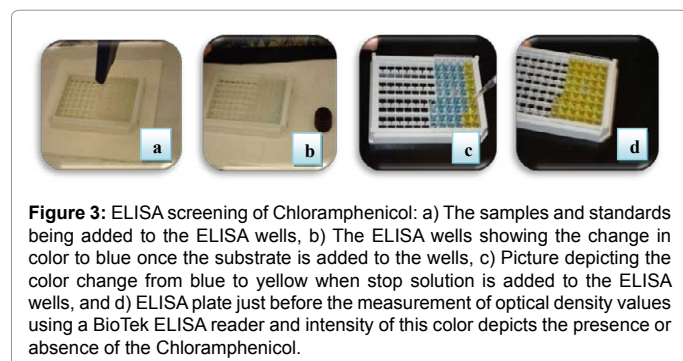 a b c d
Figure 3: ELISA screening of Chloramphenicol: a) The samples and standards
being added to the ELISA wells, b) The ELISA wells showing the change in
color to blue once the substrate is added to the wells, c) Picture depicting the
color change from blue to yellow when stop solution is added to the ELISA
wells, and d) ELISA plate just before the measurement of optical density values
using a BioTek ELISA reader and intensity of this color depicts the presence or
absence of the Chloramphenicol.